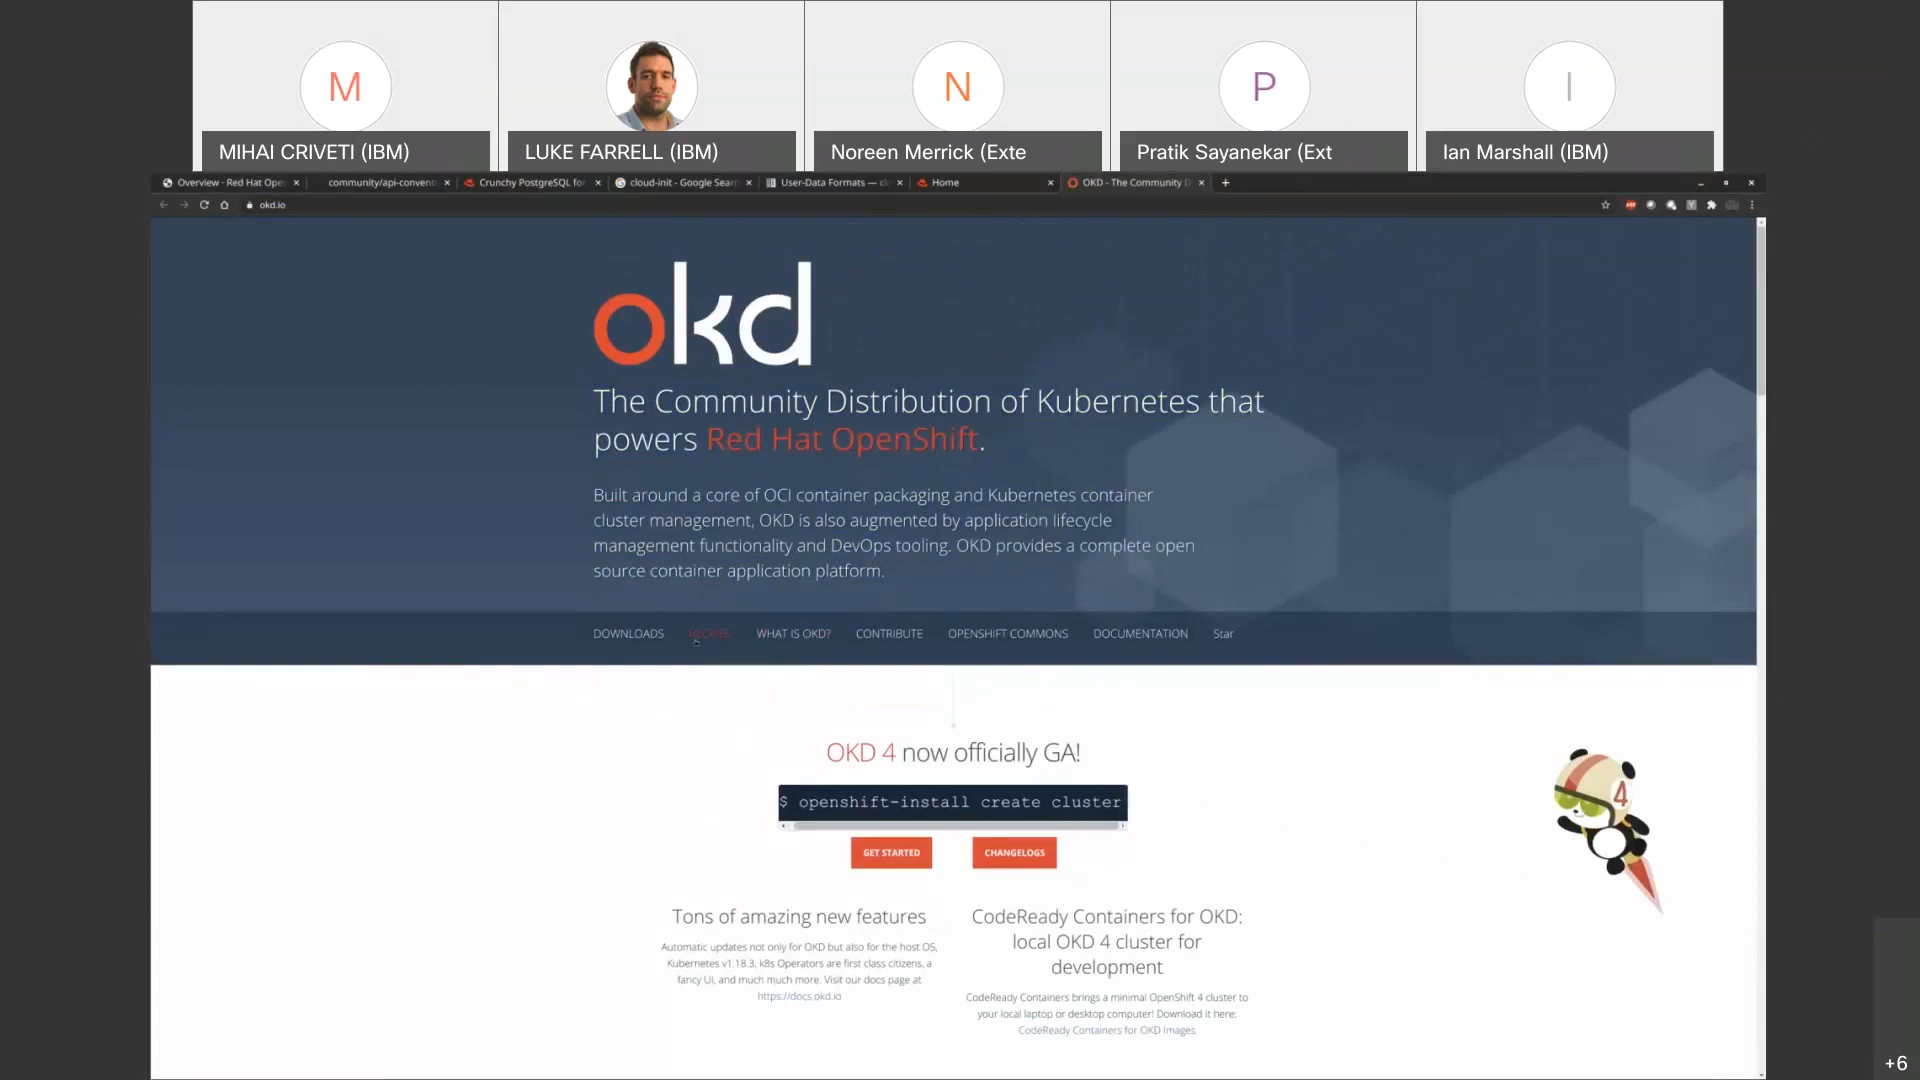 M
N
P
I
MIHAI CRIVETI (IBM)
LUKE FARRELL (IBM)
Noreen Merrick (Exte
Pratik Sayanekar (Ext
Ian Marshall (IBM)
Overview - Red Hat Ope
community/api-convent
Crunchy PostgreSQL for
cloud-init - Google Searc
User-Data Formats — clo
Home
OKD - The Community D
okd.io
okd
The Community Distribution of Kubernetes that
powers Red Hat OpenShift.
Built around a core of OCI container packaging and Kubernetes container
cluster management, OKD is also augmented by application lifecycle
management functionality and DevOps tooling. OKD provides a complete open
source container application platform.
DOWNLOADS RECIPES WHAT IS OKD? CONTRIBUTE OPENSHIFT COMMONS DOCUMENTATION Star
OKD 4 now officially GA!
$ openshift-install create cluster
GET STARTED
CHANGELOGS
4
Tons of amazing new features
Automatic updates not only for OKD but also for the host OS,
Kubernetes v1.18.3, k8s Operators are first class citizens, a
fancy UI, and much much more. Visit our docs page at
https://docs.okd.io
CodeReady Containers for OKD:
local OKD 4 cluster for
development
CodeReady Containers brings a minimal OpenShift 4 cluster to
your local laptop or desktop computer! Download it here:
CodeReady Containers for OKD Images
+6